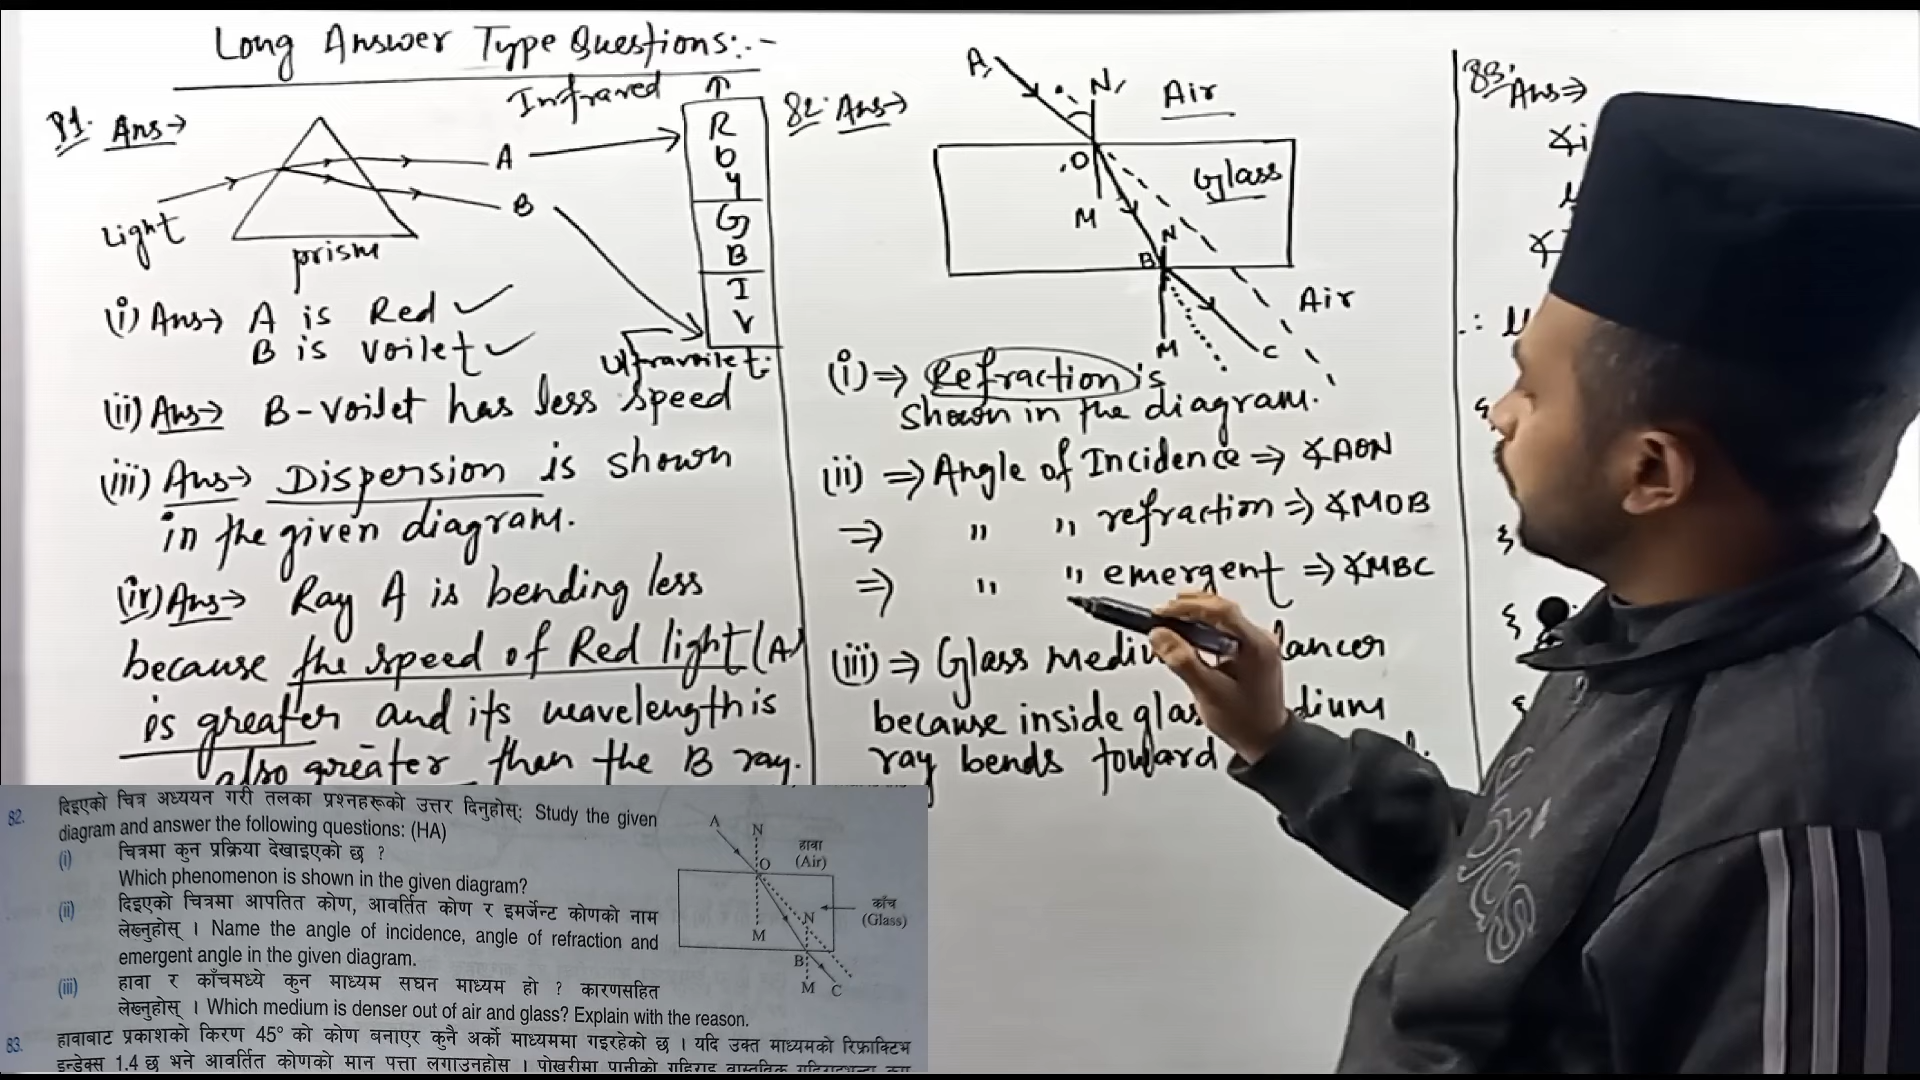 Long Answer Type Questions:-
81. Ans→
Infrared
Light
prism
A
B
R
O
Y
G
B
I
V
Ultravoilet:
(i) Ans→ A is Red ✓
B is voilet ✓
(ii) Ans→ B-voilet has less speed
(iii) Ans→ Dispersion is shown
in the given diagram.
(iv) Ans→ Ray A is bending less
because the speed of Red light (A)
is greater and its wavelength is
also greater than the B ray.
82. Ans→
A
N
Air
O
Glass
M
N
B
Air
M
C
(i) ⇒ Refraction is
shown in the diagram.
(ii) ⇒ Angle of Incidence ⇒ ∡AON
⇒ " " refraction ⇒ ∡MOB
⇒ " " emergent ⇒ ∡MBC
(iii) ⇒ Glass dancer
because inside
ray bends toward
83. Ans⇒
∡i
82. दिइएको चित्र अध्ययन गरी तलका प्रश्नहरूको उत्तर दिनुहोस्: Study the given
diagram and answer the following questions: (HA)
(i) चित्रमा कुन प्रक्रिया देखाइएको छ ?
Which phenomenon is shown in the given diagram?
(ii) दिइएको चित्रमा आपतित कोण, आवर्तित कोण र इमर्जेन्ट कोणको नाम
लेख्नुहोस् । Name the angle of incidence, angle of refraction and
emergent angle in the given diagram.
(iii) हावा र काँचमध्ये कुन माध्यम सघन माध्यम हो ? कारणसहित
लेख्नुहोस् । Which medium is denser out of air and glass? Explain with the reason.
A
N
हावा
(Air)
O
काँच
(Glass)
N
M
B
M C
83. हावाबाट प्रकाशको किरण 45° को कोण बनाएर कुनै अर्को माध्यममा गइरहेको छ । यदि उक्त माध्यमको रिफ्राक्टिभ
इन्डेक्स 1.4 छ भने आवर्तित कोणको मान पत्ता लगाउनुहोस् । पोखरीमा पानीको गहिराइ